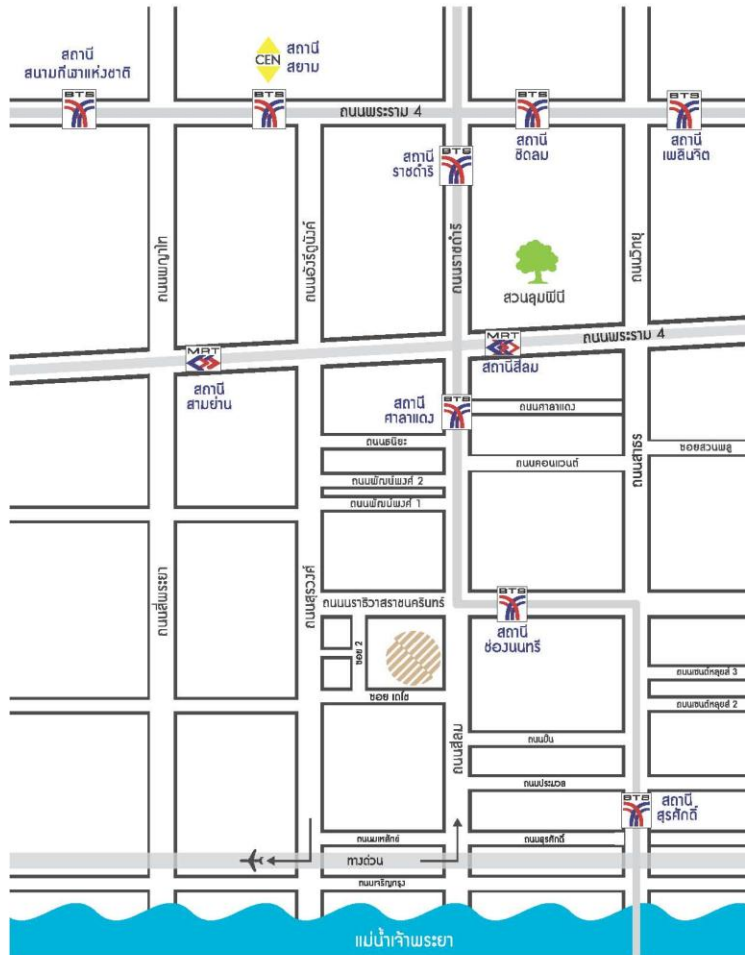 สถานี
สนามกีฬาแห่งชาติ
CEN
สถานี
สยาม
BTS
BTS
BTS
BTS
ถนนพระราม 4
สถานี
ราชดำริ
BTS
สถานี
ชิดลม
สถานี
เพลินจิต
ถนนพญาไท
ถนนอังรีดูนังต์
ถนนราชดำริ
ถนนวิทยุ
สวนลุมพินี
MRT
MRT
ถนนพระราม 4
สถานี
สามย่าน
สถานีสีลม
สถานี
ศาลาแดง
BTS
ถนนศาลาแดง
ถนนธนิยะ
ถนนคอนแวนต์
ถนนสาธร
ซอยสวนพลู
ถนนพัฒน์พงศ์ 2
ถนนพัฒน์พงศ์ 1
ถนนสี่พระยา
ถนนสุรวงศ์
ถนนนราธิวาสราชนครินทร์
BTS
สถานี
ช่องนนทรี
ซอย 2
ซอย เดโช
ถนนเซนต์หลุยส์ 3
ถนนเซนต์หลุยส์ 2
ถนนสีลม
ถนนปั้น
ถนนประมวล
BTS
สถานี
สุรศักดิ์
ถนนมเหสักข์
ถนนสุรศักดิ์
ทางด่วน
ถนนเจริญกรุง
แม่น้ำเจ้าพระยา